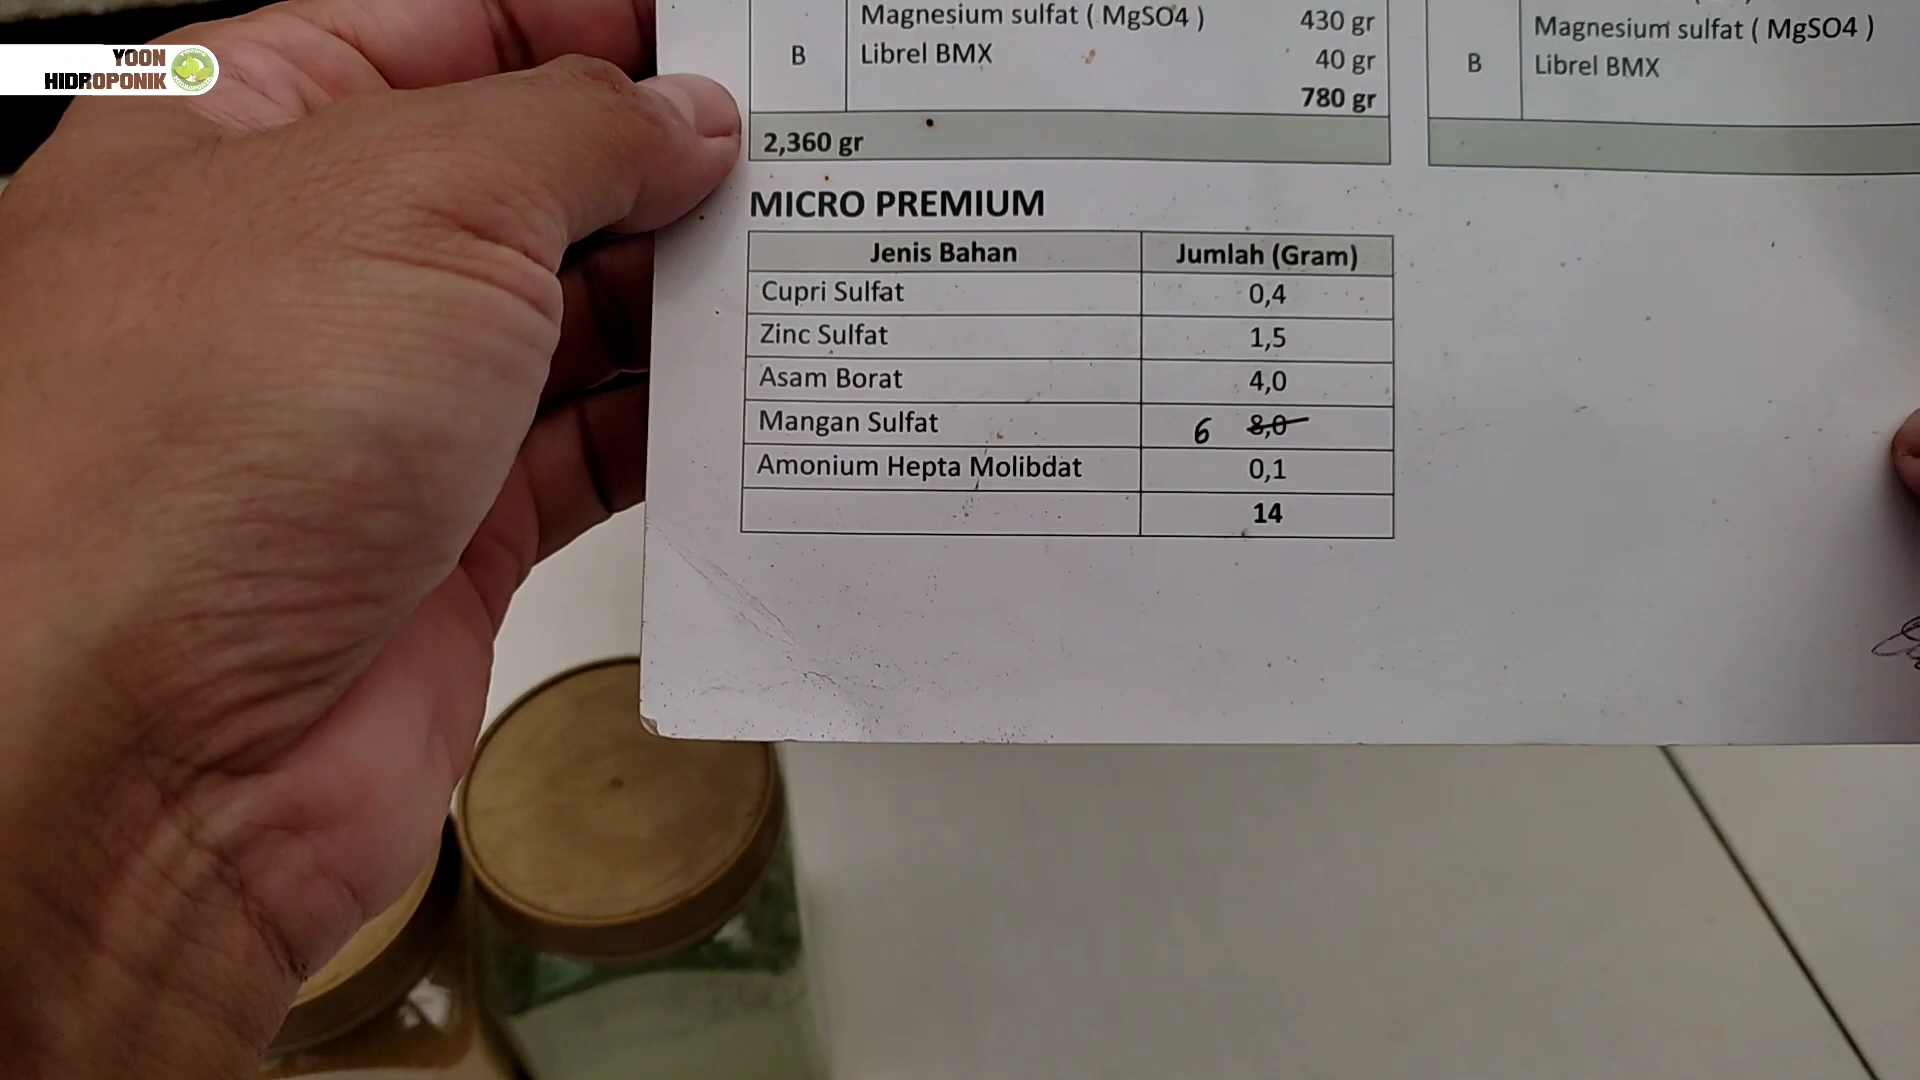 YOON
HIDROPONIK
Magnesium sulfat ( MgSO4 ) 430 gr
B Librel BMX 40 gr
780 gr
2,360 gr
Magnesium sulfat ( MgSO4 )
B Librel BMX
MICRO PREMIUM
Jenis Bahan Jumlah (Gram)
Cupri Sulfat 0,4
Zinc Sulfat 1,5
Asam Borat 4,0
Mangan Sulfat 6 8,0
Amonium Hepta Molibdat 0,1
14